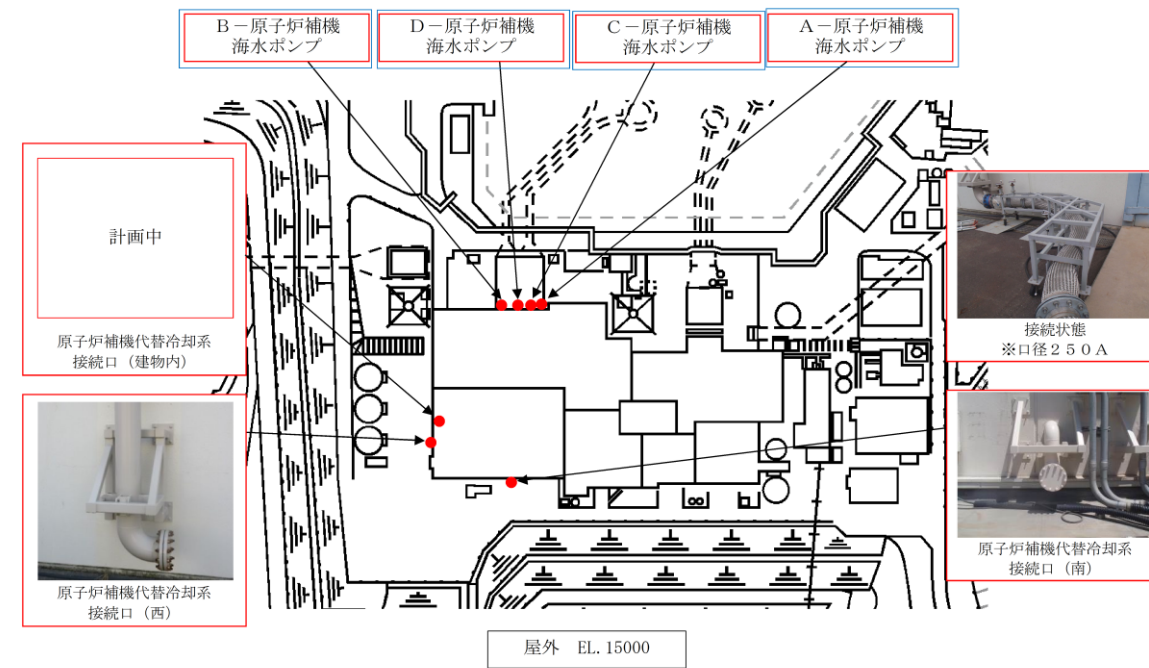 B－原子炉補機
海水ポンプ
D－原子炉補機
海水ポンプ
C－原子炉補機
海水ポンプ
A－原子炉補機
海水ポンプ
計画中
原子炉補機代替冷却系
接続口（建物内）
接続状態
※口径２５０Ａ
原子炉補機代替冷却系
接続口（西）
原子炉補機代替冷却系
接続口（南）
屋外　EL.15000